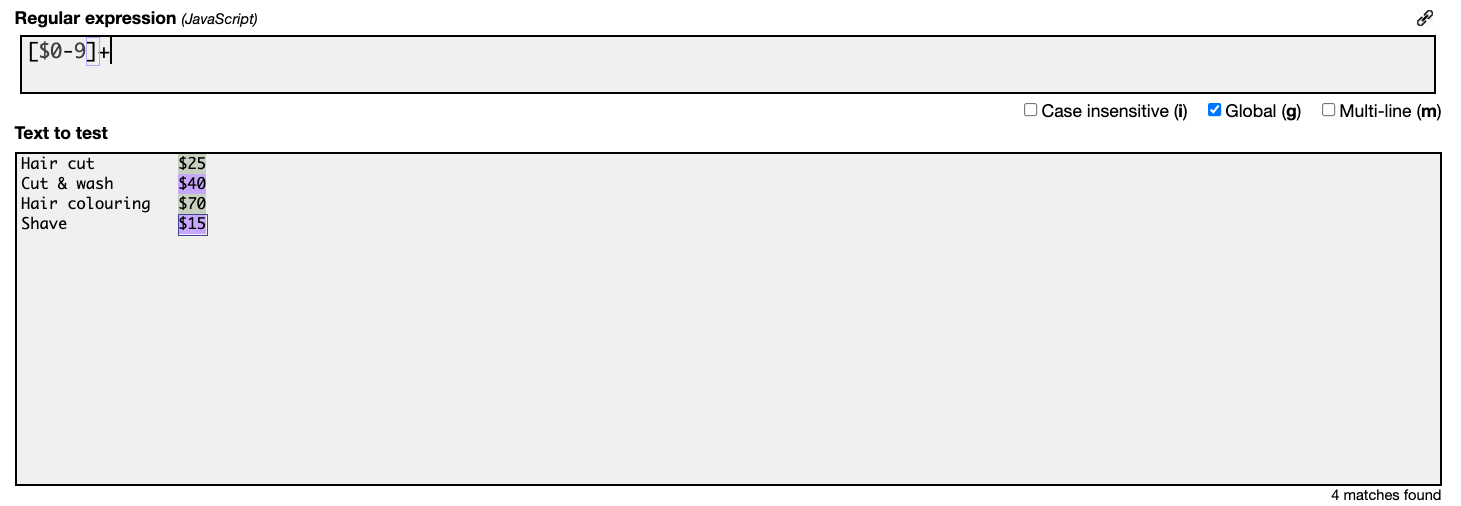 Regular expression (JavaScript)
[$0-9]+
Case insensitive (i) Global (g) Multi-line (m)
Text to test
Hair cut $25
Cut & wash $40
Hair colouring $70
Shave $15
4 matches found